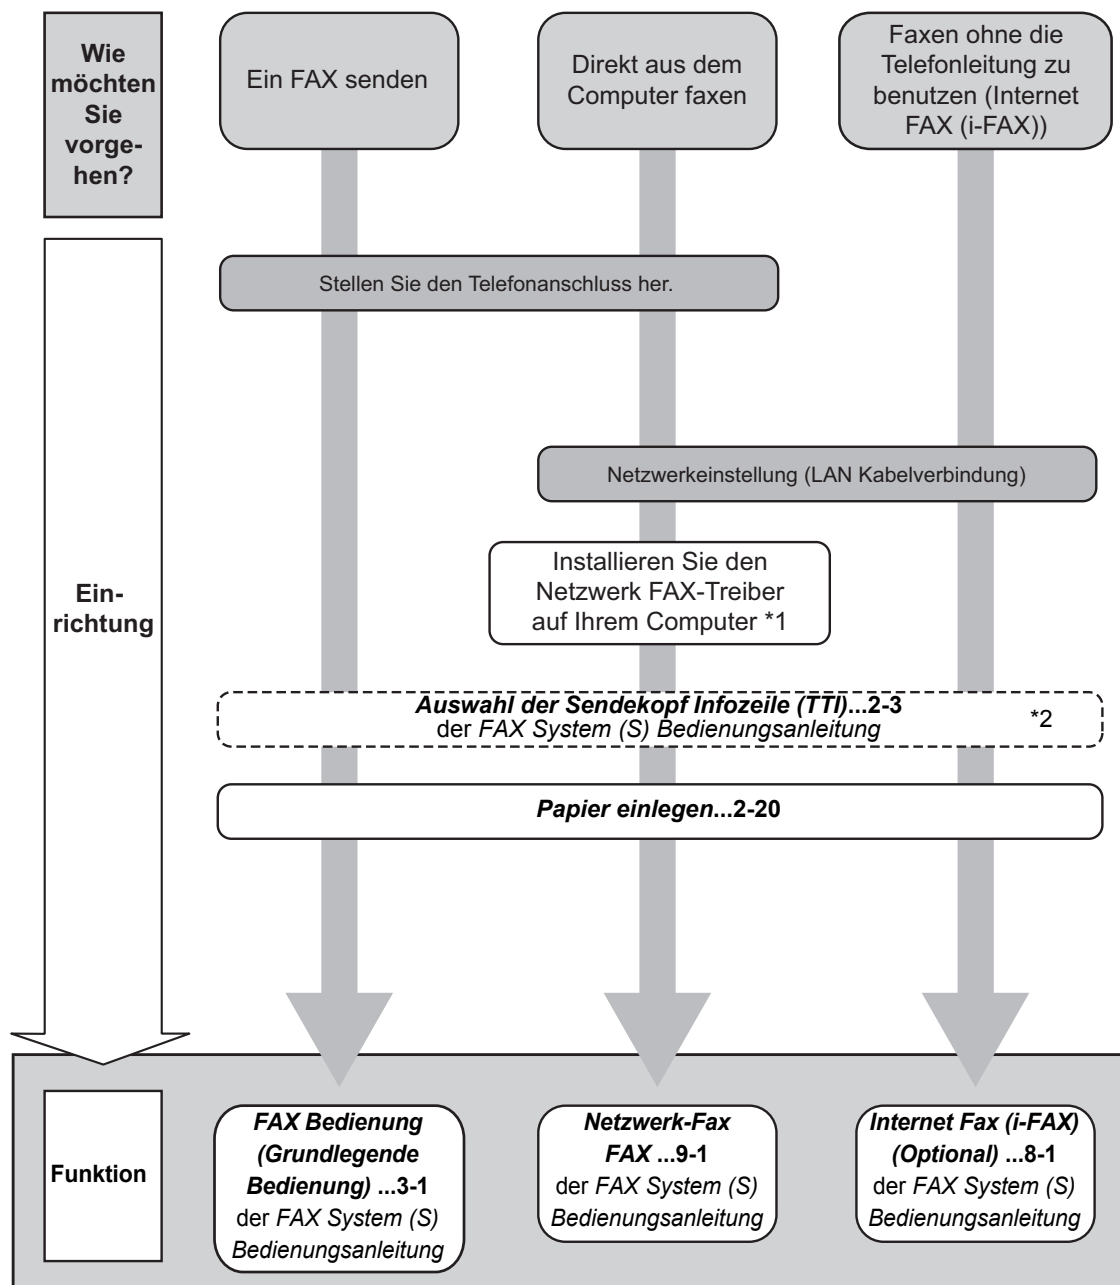 Wie
möchten
Sie
vorge-
hen?
Ein FAX senden
Direkt aus dem
Computer faxen
Faxen ohne die
Telefonleitung zu
benutzen (Internet
FAX (i-FAX))
Stellen Sie den Telefonanschluss her.
Netzwerkeinstellung (LAN Kabelverbindung)
Installieren Sie den
Netzwerk FAX-Treiber
auf Ihrem Computer *1
Ein-
richtung
Auswahl der Sendekopf Infozeile (TTI)...2-3
der FAX System (S) Bedienungsanleitung
*2
Papier einlegen...2-20
Funktion
FAX Bedienung
(Grundlegende
Bedienung) ...3-1
der FAX System (S)
Bedienungsanleitung
Netzwerk-Fax
FAX ...9-1
der FAX System (S)
Bedienungsanleitung
Internet Fax (i-FAX)
(Optional) ...8-1
der FAX System (S)
Bedienungsanleitung